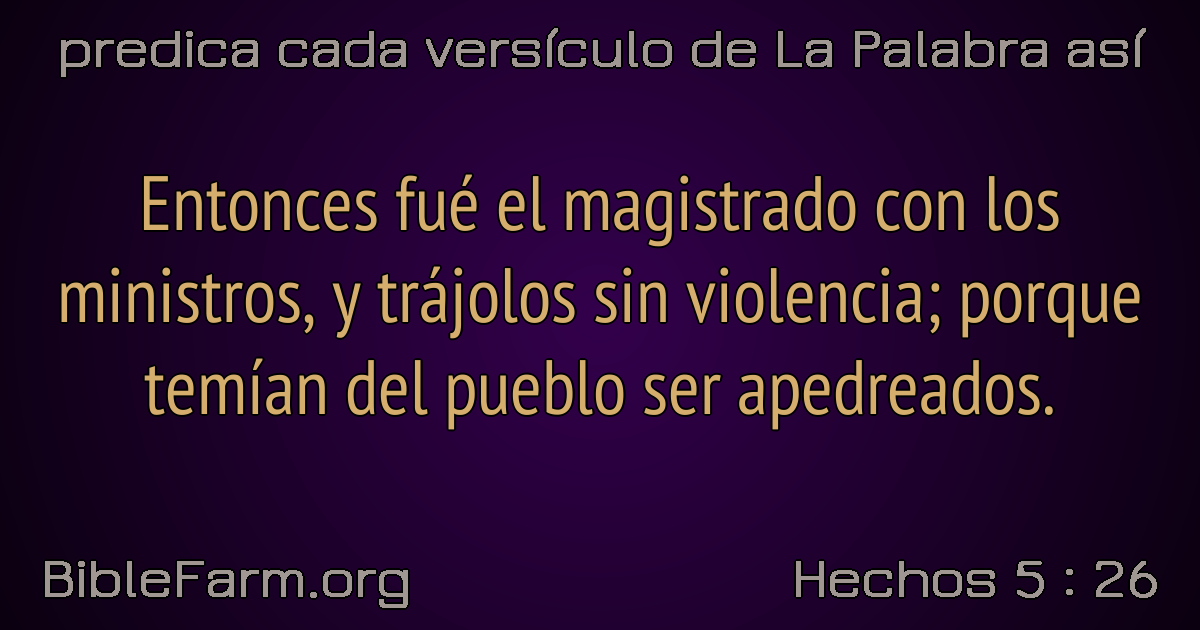 predica cada versículo de La Palabra así
Entonces fué el magistrado con los
ministros, y trájolos sin violencia; porque
temían del pueblo ser apedreados.
BibleFarm.org
Hechos 5 : 26